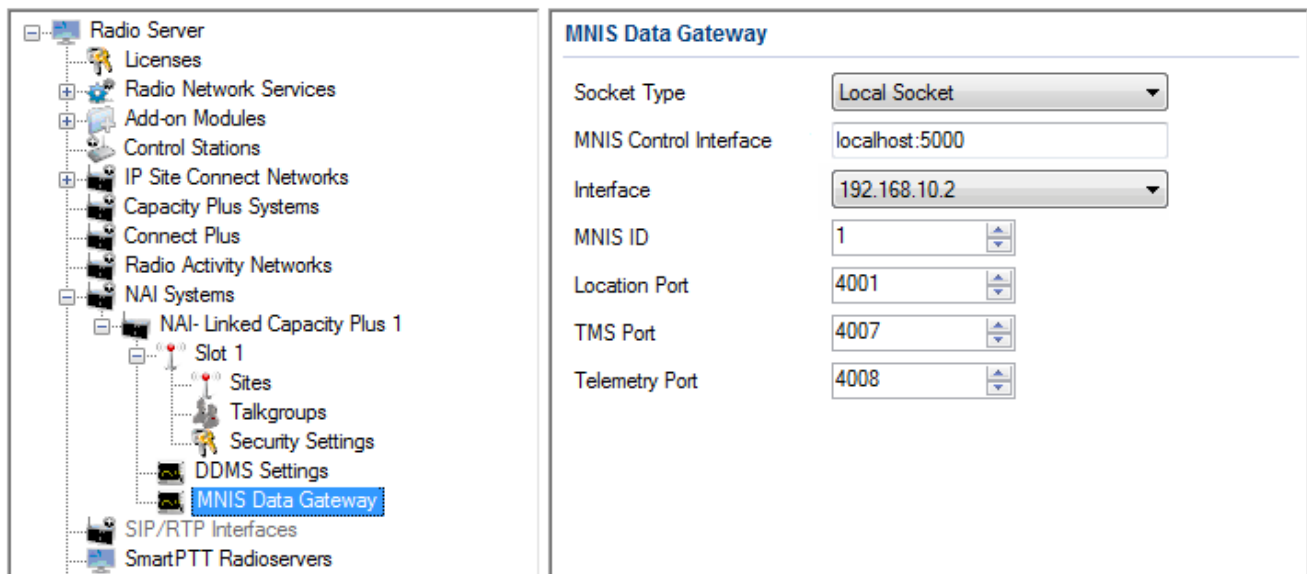 Radio Server
Licenses
Radio Network Services
Add-on Modules
Control Stations
IP Site Connect Networks
Capacity Plus Systems
Connect Plus
Radio Activity Networks
NAI Systems
NAI- Linked Capacity Plus 1
Slot 1
Sites
Talkgroups
Security Settings
DDMS Settings
MNIS Data Gateway
SIP/RTP Interfaces
SmartPTT Radioservers
MNIS Data Gateway
Socket Type Local Socket
MNIS Control Interface localhost:5000
Interface 192.168.10.2
MNIS ID 1
Location Port 4001
TMS Port 4007
Telemetry Port 4008